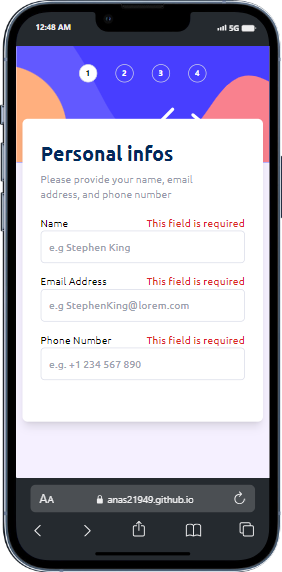 12:48 AM 5G
1 2 3 4
Personal infos
Please provide your name, email
address, and phone number
Name This field is required
e.g Stephen King
Email Address This field is required
e.g StephenKing@lorem.com
Phone Number This field is required
e.g. +1 234 567 890
AA anas21949.github.io